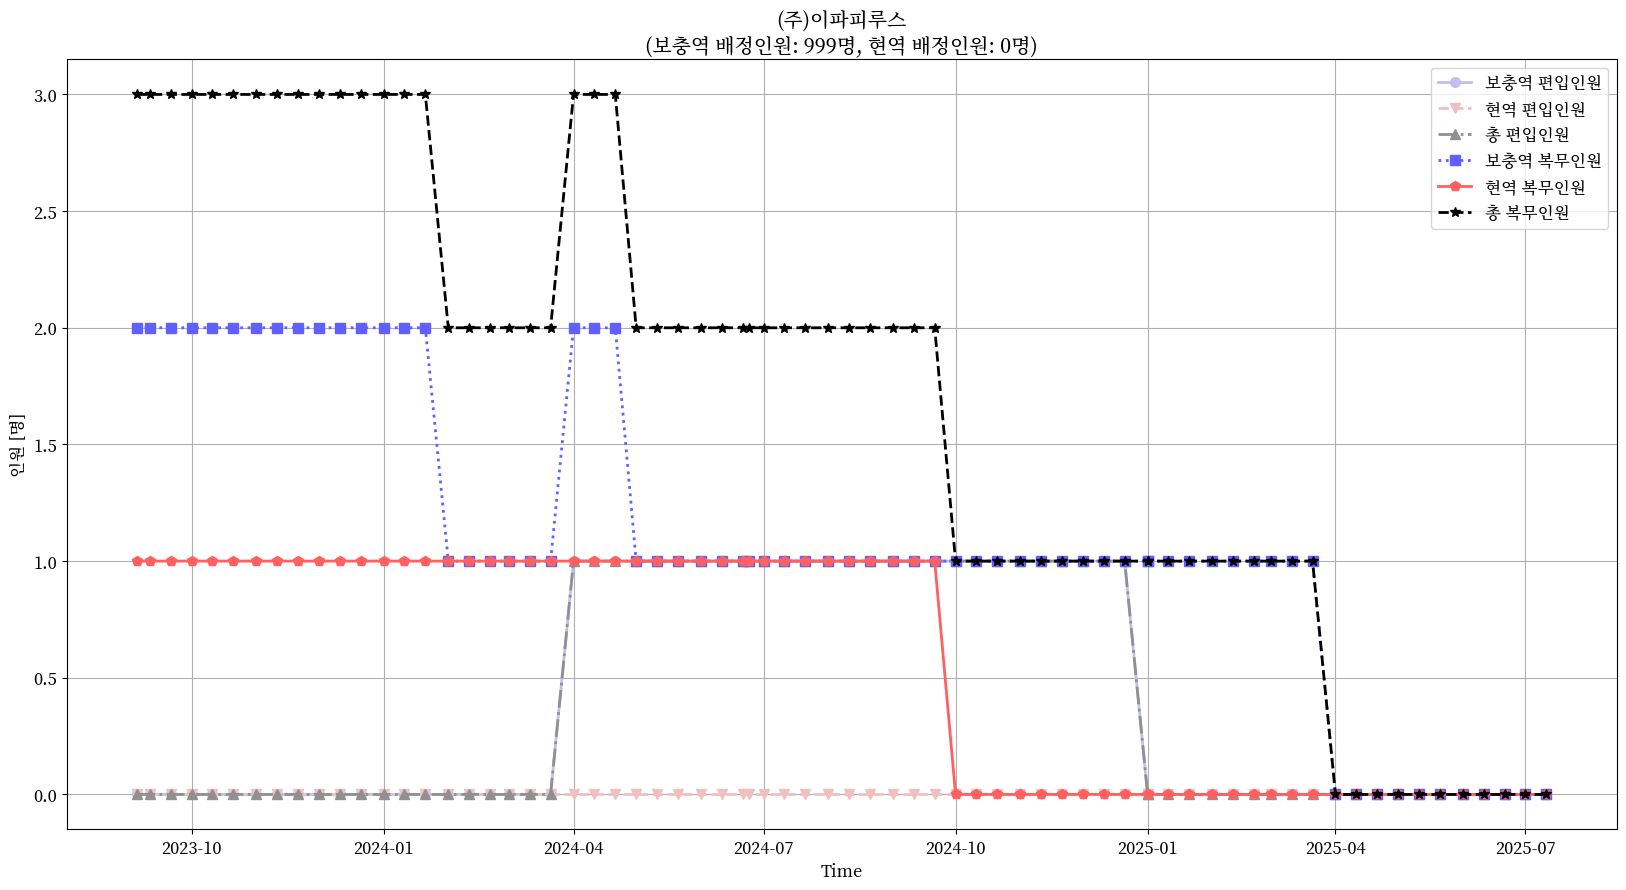 (주)이파피루스
(보충역 배정인원: 999명, 현역 배정인원: 0명)
보충역 편입인원
현역 편입인원
총 편입인원
보충역 복무인원
현역 복무인원
총 복무인원
인원 [명]
3.0
2.5
2.0
1.5
1.0
0.5
0.0
2023-10
2024-01
2024-04
2024-07
2024-10
2025-01
2025-04
2025-07
Time